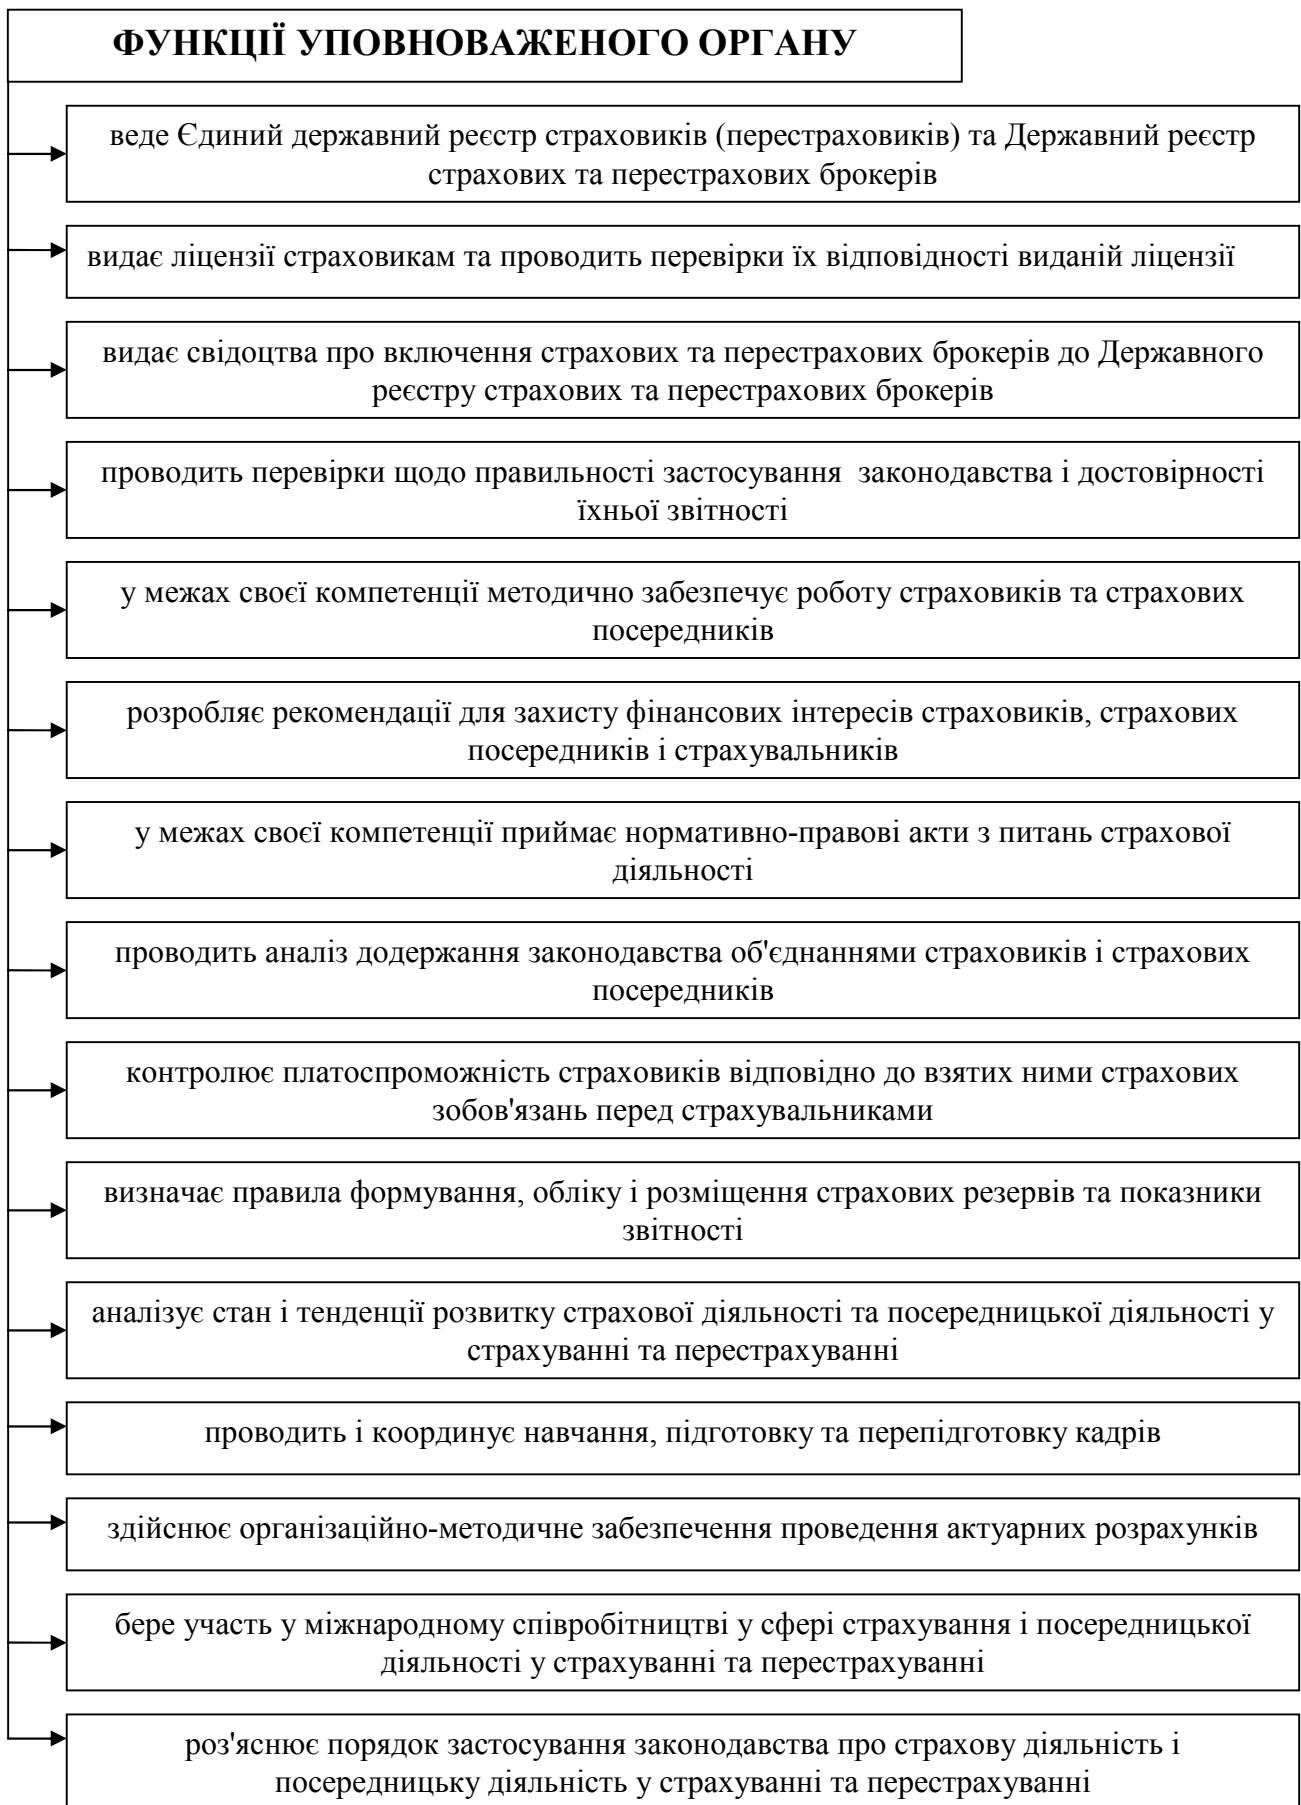 ФУНКЦІЇ УПОВНОВАЖЕНОГО ОРГАНУ
веде Єдиний державний реєстр страховиків (перестраховиків) та Державний реєстр
страхових та перестрахових брокерів
видає ліцензії страховикам та проводить перевірки їх відповідності виданій ліцензії
видає свідоцтва про включення страхових та перестрахових брокерів до Державного
реєстру страхових та перестрахових брокерів
проводить перевірки щодо правильності застосування  законодавства і достовірності
їхньої звітності
у межах своєї компетенції методично забезпечує роботу страховиків та страхових
посередників
розробляє рекомендації для захисту фінансових інтересів страховиків, страхових
посередників і страхувальників
у межах своєї компетенції приймає нормативно-правові акти з питань страхової
діяльності
проводить аналіз додержання законодавства об'єднаннями страховиків і страхових
посередників
контролює платоспроможність страховиків відповідно до взятих ними страхових
зобов'язань перед страхувальниками
визначає правила формування, обліку і розміщення страхових резервів та показники
звітності
аналізує стан і тенденції розвитку страхової діяльності та посередницької діяльності у
страхуванні та перестрахуванні
проводить і координує навчання, підготовку та перепідготовку кадрів
здійснює організаційно-методичне забезпечення проведення актуарних розрахунків
бере участь у міжнародному співробітництві у сфері страхування і посередницької
діяльності у страхуванні та перестрахуванні
роз'яснює порядок застосування законодавства про страхову діяльність і
посередницьку діяльність у страхуванні та перестрахуванні